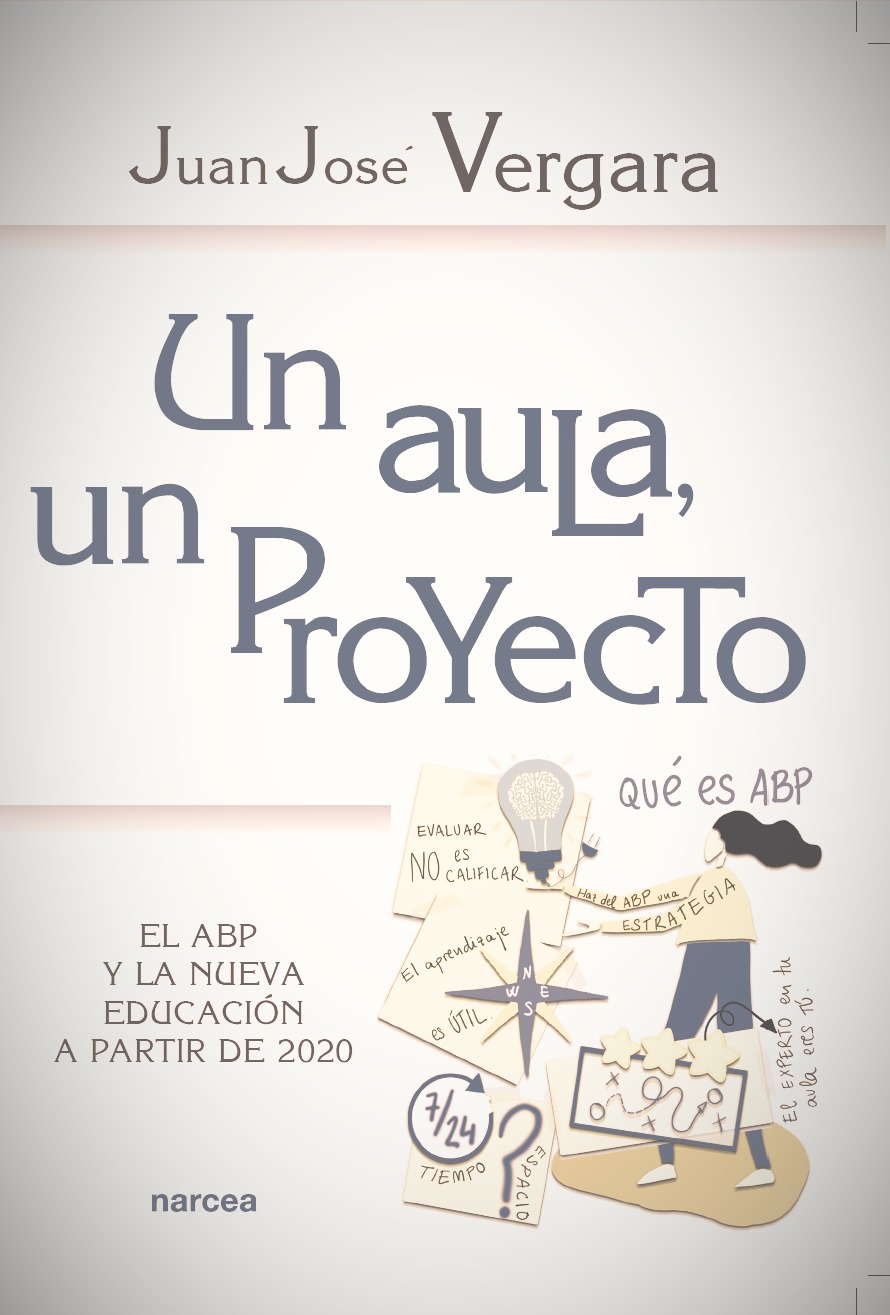 Juan José Vergara
Un aula,
un Proyecto
QUÉ es ABP
EVALUAR
NO es
CALIFICAR
Haz del ABP una
ESTRATEGIA
El aprendizaje
es ÚTIL.
N
W E
S
El EXPERTO en tu
aula eres TÚ.
EL ABP
Y LA NUEVA
EDUCACIÓN
A PARTIR DE 2020
7/24
TIEMPO
ESPACIO
?
narcea